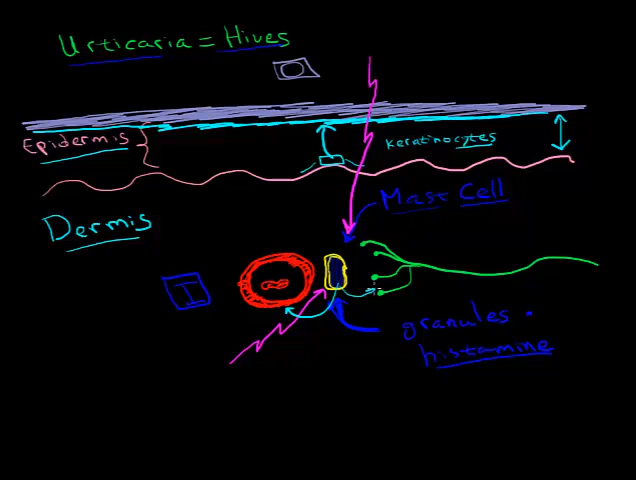 Urticaria = Hives
O
Epidermis
keratinocytes
Mast Cell
Dermis
I
granules.
histamine